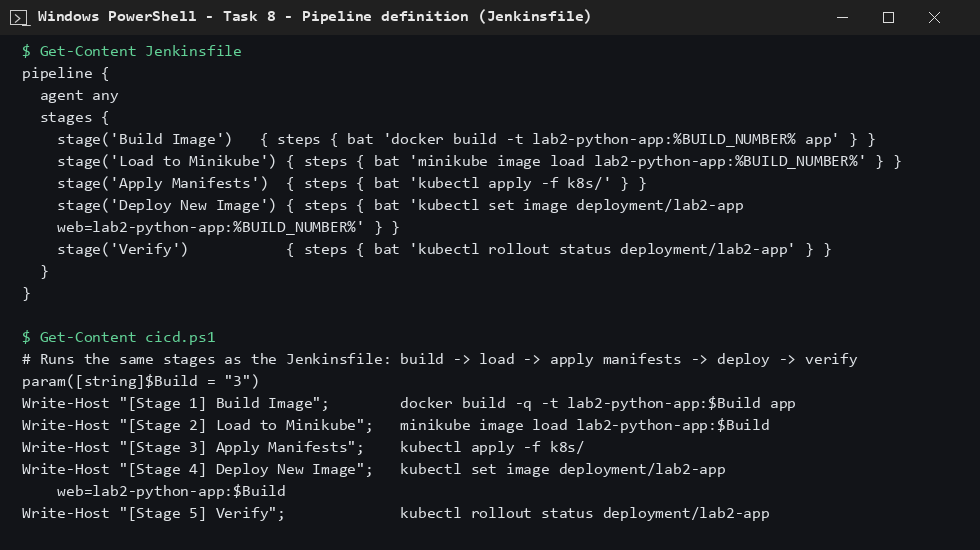 Windows PowerShell - Task 8 - Pipeline definition (Jenkinsfile)
$ Get-Content Jenkinsfile
pipeline {
  agent any
  stages {
    stage('Build Image')   { steps { bat 'docker build -t lab2-python-app:%BUILD_NUMBER% app' } }
    stage('Load to Minikube') { steps { bat 'minikube image load lab2-python-app:%BUILD_NUMBER%' } }
    stage('Apply Manifests')  { steps { bat 'kubectl apply -f k8s/' } }
    stage('Deploy New Image') { steps { bat 'kubectl set image deployment/lab2-app
    web=lab2-python-app:%BUILD_NUMBER%' } }
    stage('Verify')           { steps { bat 'kubectl rollout status deployment/lab2-app' } }
  }
}

$ Get-Content cicd.ps1
# Runs the same stages as the Jenkinsfile: build -> load -> apply manifests -> deploy -> verify
param([string]$Build = "3")
Write-Host "[Stage 1] Build Image";        docker build -q -t lab2-python-app:$Build app
Write-Host "[Stage 2] Load to Minikube";   minikube image load lab2-python-app:$Build
Write-Host "[Stage 3] Apply Manifests";    kubectl apply -f k8s/
Write-Host "[Stage 4] Deploy New Image";   kubectl set image deployment/lab2-app
    web=lab2-python-app:$Build
Write-Host "[Stage 5] Verify";             kubectl rollout status deployment/lab2-app